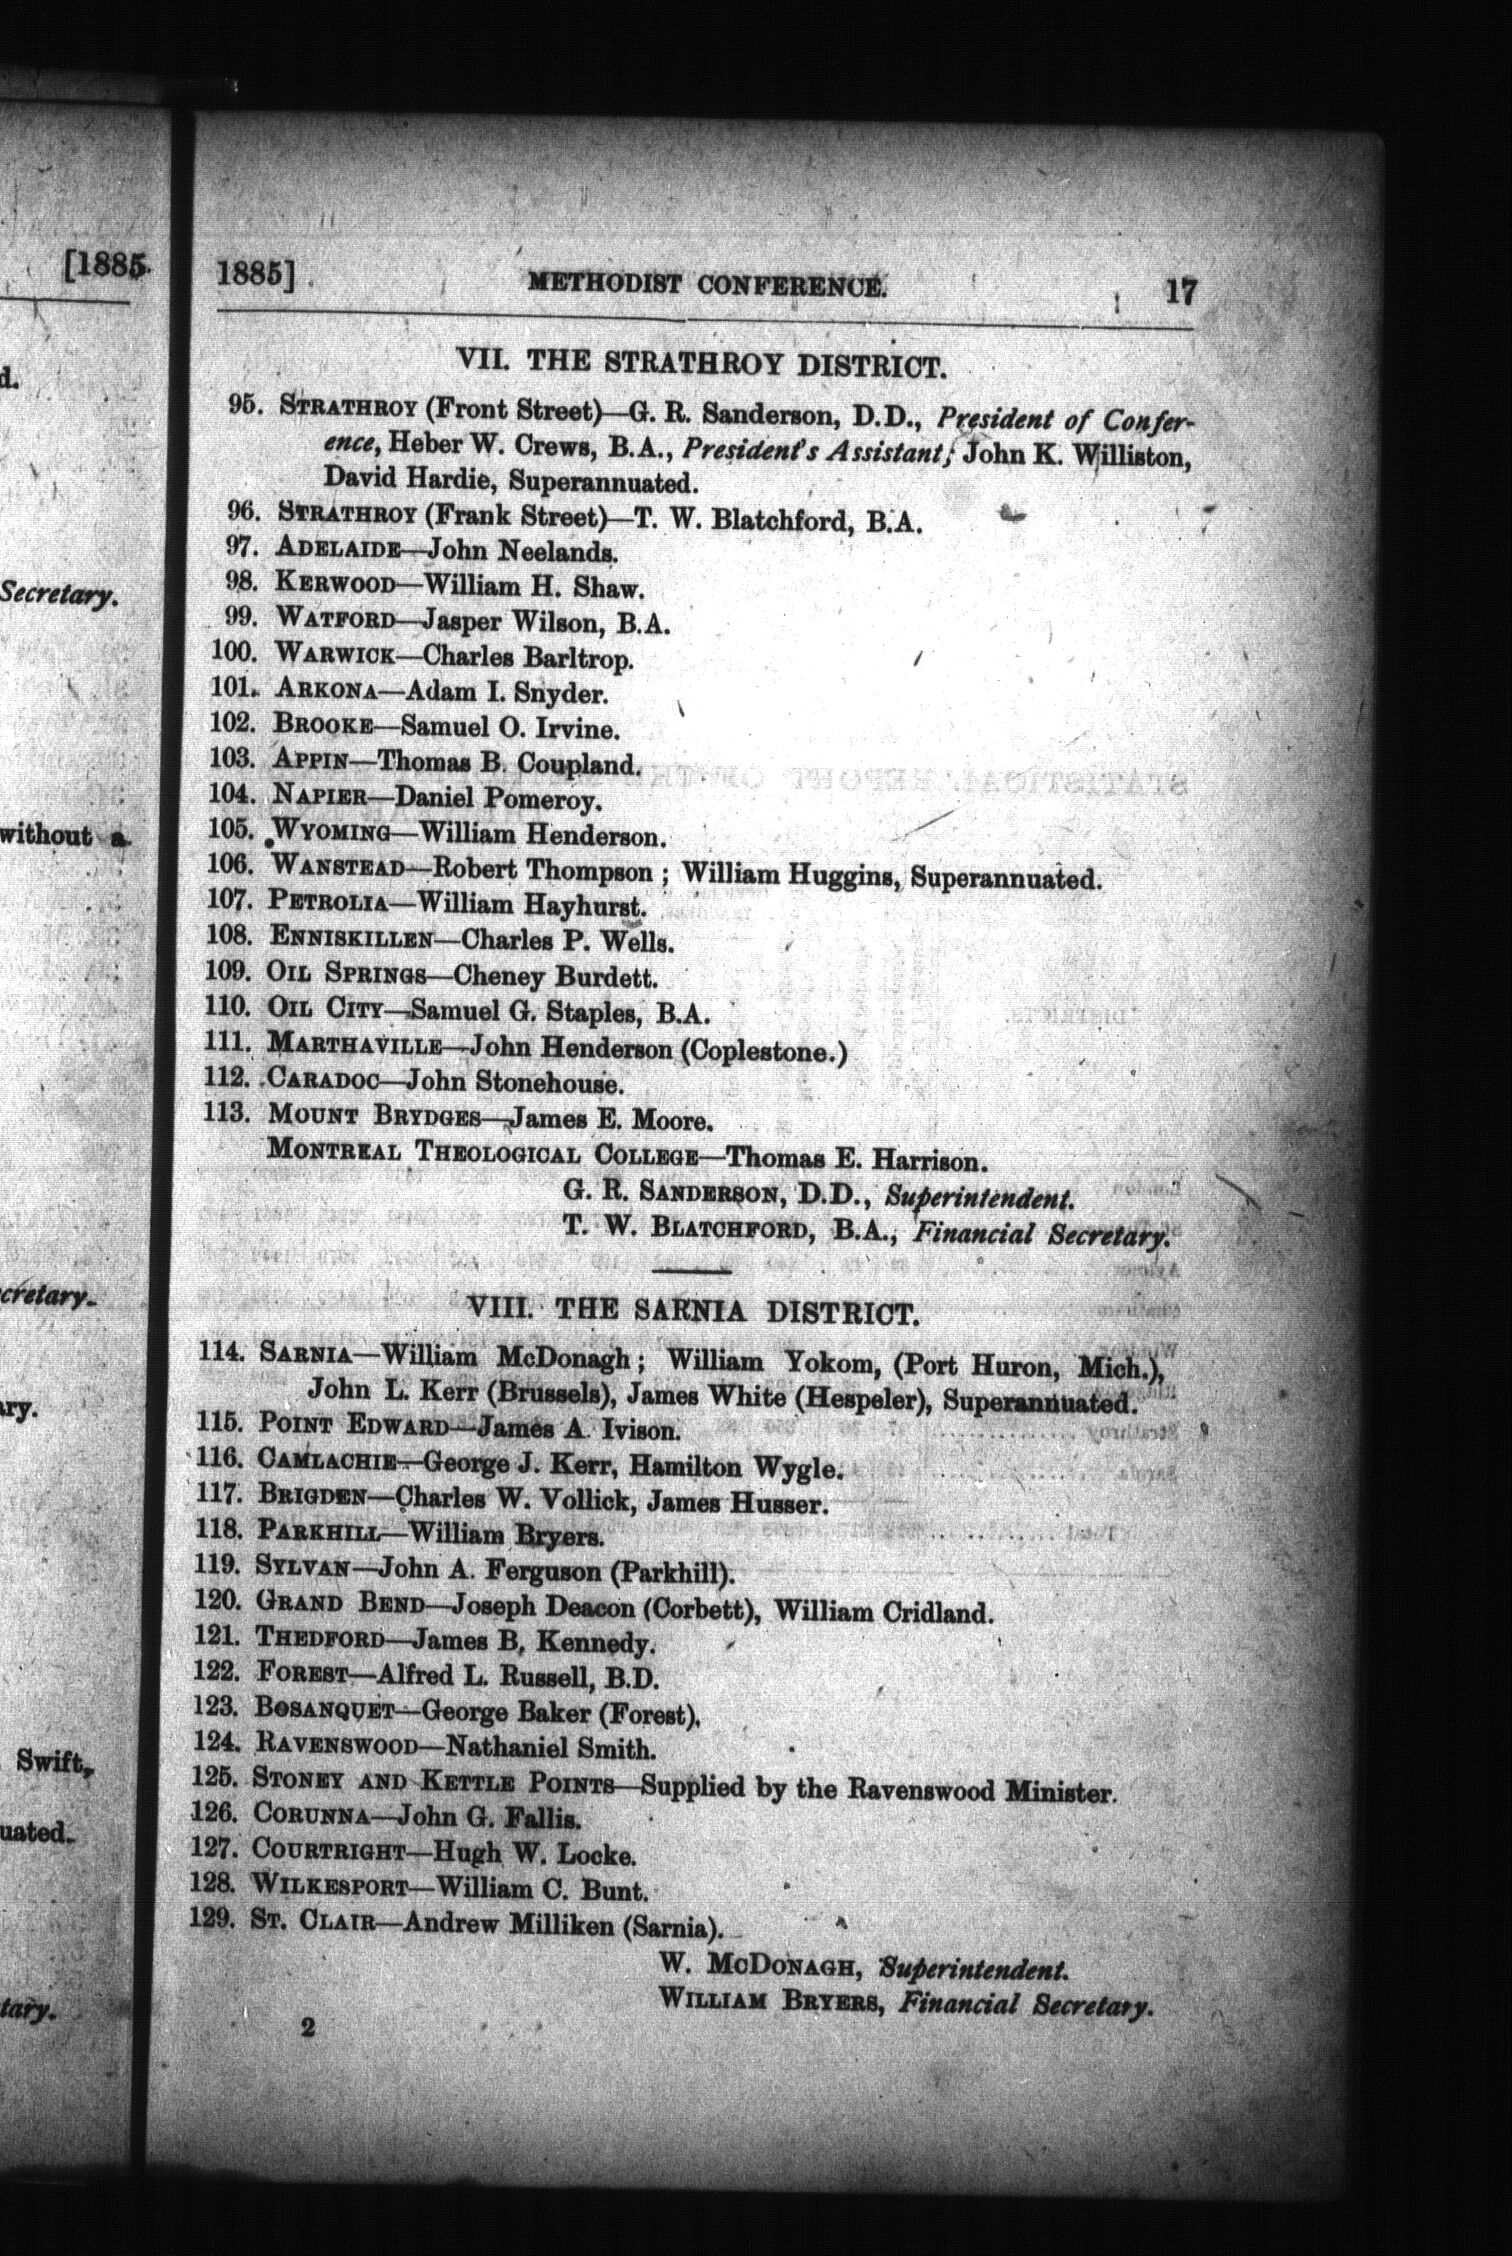 [1885.
d.
Secretary.
without a
cretary.
ary.
Swift,
uated.
tary.
1885] METHODIST CONFERENCE. 17
VII. THE STRATHROY DISTRICT.
95. STRATHROY (Front Street)—G. R. Sanderson, D.D., President of Confer-
ence, Heber W. Crews, B.A., President's Assistant; John K. Williston,
David Hardie, Superannuated.
96. STRATHROY (Frank Street)—T. W. Blatchford, B.A.
97. ADELAIDE—John Neelands.
98. KERWOOD—William H. Shaw.
99. WATFORD—Jasper Wilson, B.A.
100. WARWICK—Charles Barltrop.
101. ARKONA—Adam I. Snyder.
102. BROOKE—Samuel O. Irvine.
103. APPIN—Thomas B. Coupland.
104. NAPIER—Daniel Pomeroy.
105. WYOMING—William Henderson.
106. WANSTEAD—Robert Thompson ; William Huggins, Superannuated.
107. PETROLIA—William Hayhurst.
108. ENNISKILLEN—Charles P. Wells.
109. OIL SPRINGS—Cheney Burdett.
110. OIL CITY—Samuel G. Staples, B.A.
111. MARTHAVILLE—John Henderson (Coplestone.)
112. CARADOC—John Stonehouse.
113. MOUNT BRYDGES—James E. Moore.
MONTREAL THEOLOGICAL COLLEGE—Thomas E. Harrison.
G. R. SANDERSON, D.D., Superintendent.
T. W. BLATCHFORD, B.A., Financial Secretary.
VIII. THE SARNIA DISTRICT.
114. SARNIA—William McDonagh ; William Yokom, (Port Huron, Mich.),
John L. Kerr (Brussels), James White (Hespeler), Superannuated.
115. POINT EDWARD—James A. Ivison.
116. CAMLACHIE—George J. Kerr, Hamilton Wygle.
117. BRIGDEN—Charles W. Vollick, James Husser.
118. PARKHILL—William Bryers.
119. SYLVAN—John A. Ferguson (Parkhill).
120. GRAND BEND—Joseph Deacon (Corbett), William Cridland.
121. THEDFORD—James B. Kennedy.
122. FOREST—Alfred L. Russell, B.D.
123. BOSANQUET—George Baker (Forest).
124. RAVENSWOOD—Nathaniel Smith.
125. STONEY AND KETTLE POINTS—Supplied by the Ravenswood Minister.
126. CORUNNA—John G. Fallis.
127. COURTRIGHT—Hugh W. Locke.
128. WILKESPORT—William C. Bunt.
129. ST. CLAIR—Andrew Milliken (Sarnia).
W. MCDONAGH, Superintendent.
WILLIAM BRYERS, Financial Secretary.
2